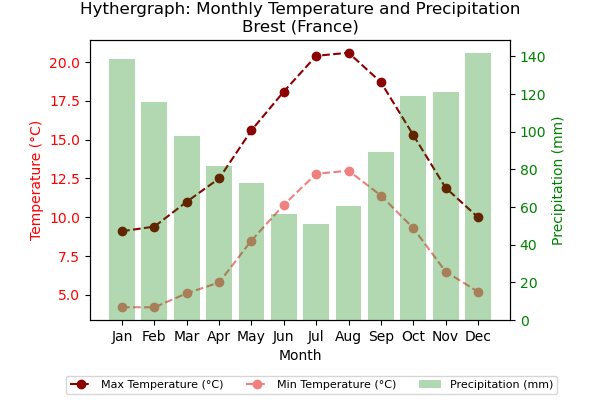 Hythergraph: Monthly Temperature and Precipitation
Brest (France)
20.0
17.5
15.0
12.5
10.0
7.5
5.0
Temperature (°C)
140
120
100
80
60
40
20
0
Precipitation (mm)
Jan Feb Mar Apr May Jun Jul Aug Sep Oct Nov Dec
Month
Max Temperature (°C) Min Temperature (°C) Precipitation (mm)